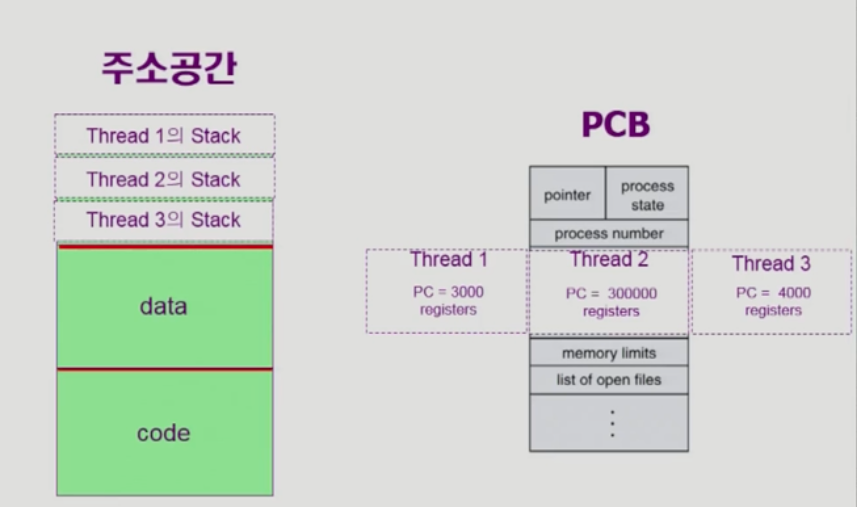 주소공간
Thread 1의 Stack
Thread 2의 Stack
Thread 3의 Stack
data
code
PCB
pointer
process
state
process number
Thread 1
PC = 3000
registers
Thread 2
PC = 300000
registers
Thread 3
PC = 4000
registers
memory limits
list of open files